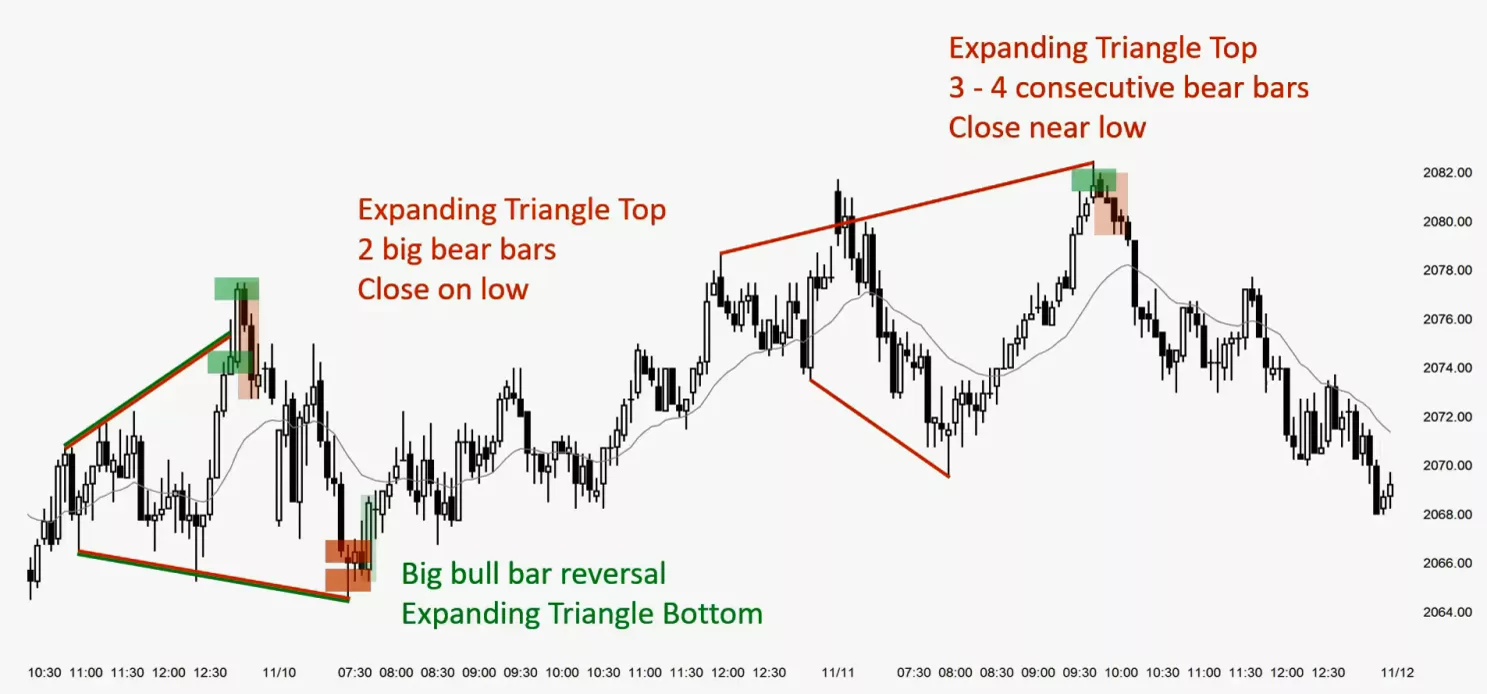 Expanding Triangle Top
3 - 4 consecutive bear bars
Close near low
Expanding Triangle Top
2 big bear bars
Close on low
Big bull bar reversal
Expanding Triangle Bottom
2082.00
2080.00
2078.00
2076.00
2074.00
2072.00
2070.00
2068.00
2066.00
2064.00
10:30 11:00 11:30 12:00 12:30 11/10 07:30 08:00 08:30 09:00 09:30 10:00 10:30 11:00 11:30 12:00 12:30 11/11 07:30 08:00 08:30 09:00 09:30 10:00 10:30 11:00 11:30 12:00 12:30 11/12